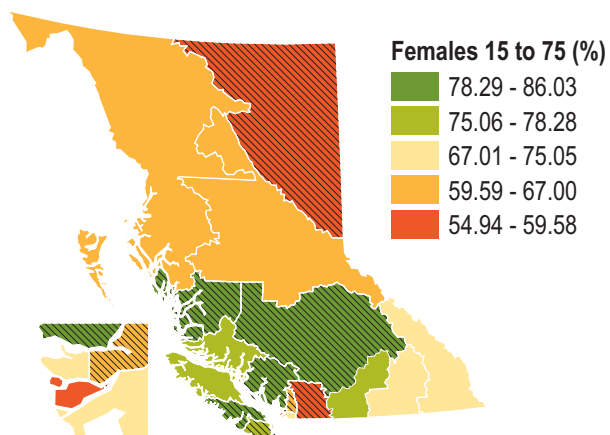 Females 15 to 75 (%)
78.29 - 86.03
75.06 - 78.28
67.01 - 75.05
59.59 - 67.00
54.94 - 59.58